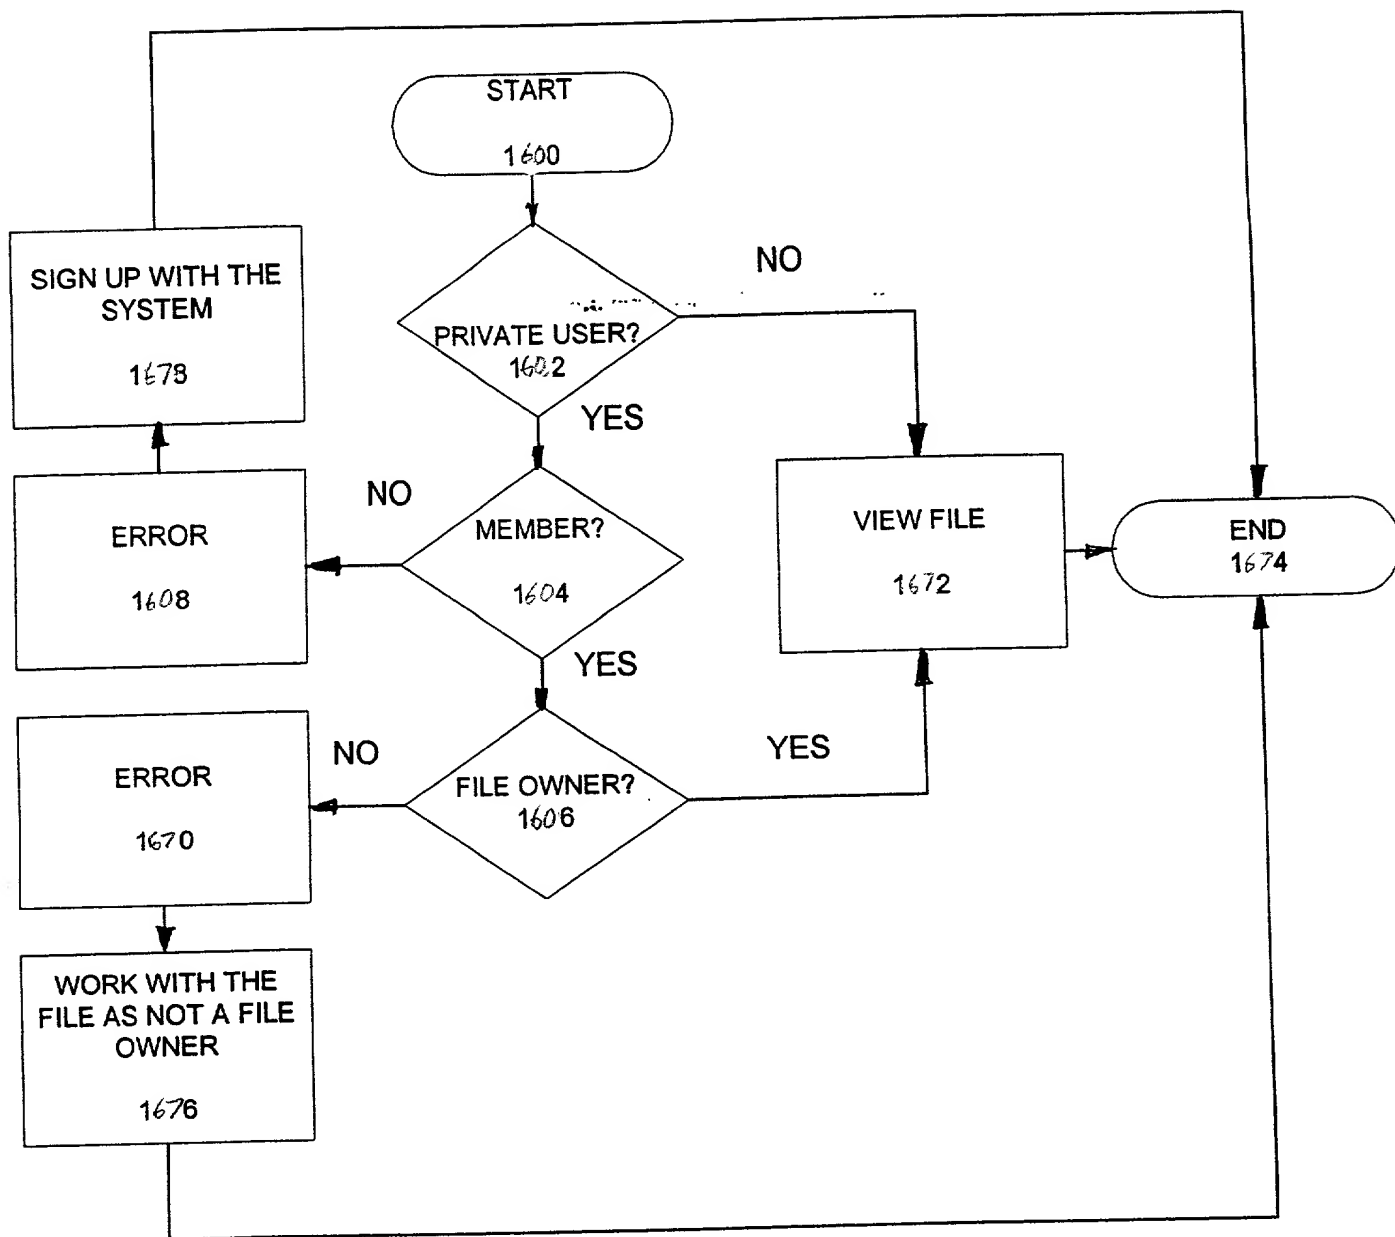 START
1600
PRIVATE USER?
1602
NO
YES
SIGN UP WITH THE
SYSTEM
1678
MEMBER?
1604
NO
YES
ERROR
1608
VIEW FILE
1672
END
1674
FILE OWNER?
1606
NO
YES
ERROR
1670
WORK WITH THE
FILE AS NOT A FILE
OWNER
1676